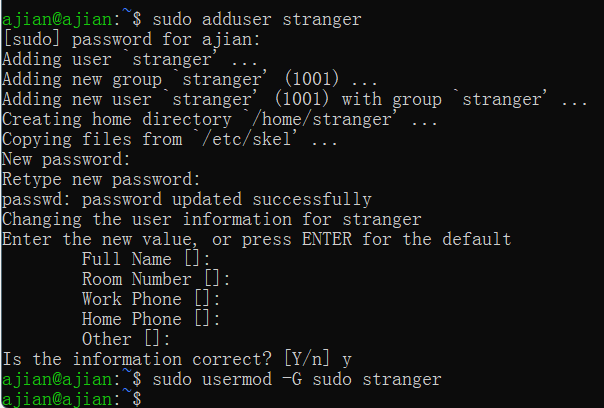 ajian@ajian:~$ sudo adduser stranger
[sudo] password for ajian:
Adding user `stranger' ...
Adding new group `stranger' (1001) ...
Adding new user `stranger' (1001) with group `stranger' ...
Creating home directory `/home/stranger' ...
Copying files from `/etc/skel' ...
New password:
Retype new password:
passwd: password updated successfully
Changing the user information for stranger
Enter the new value, or press ENTER for the default
        Full Name []:
        Room Number []:
        Work Phone []:
        Home Phone []:
        Other []:
Is the information correct? [Y/n] y
ajian@ajian:~$ sudo usermod -G sudo stranger
ajian@ajian:~$